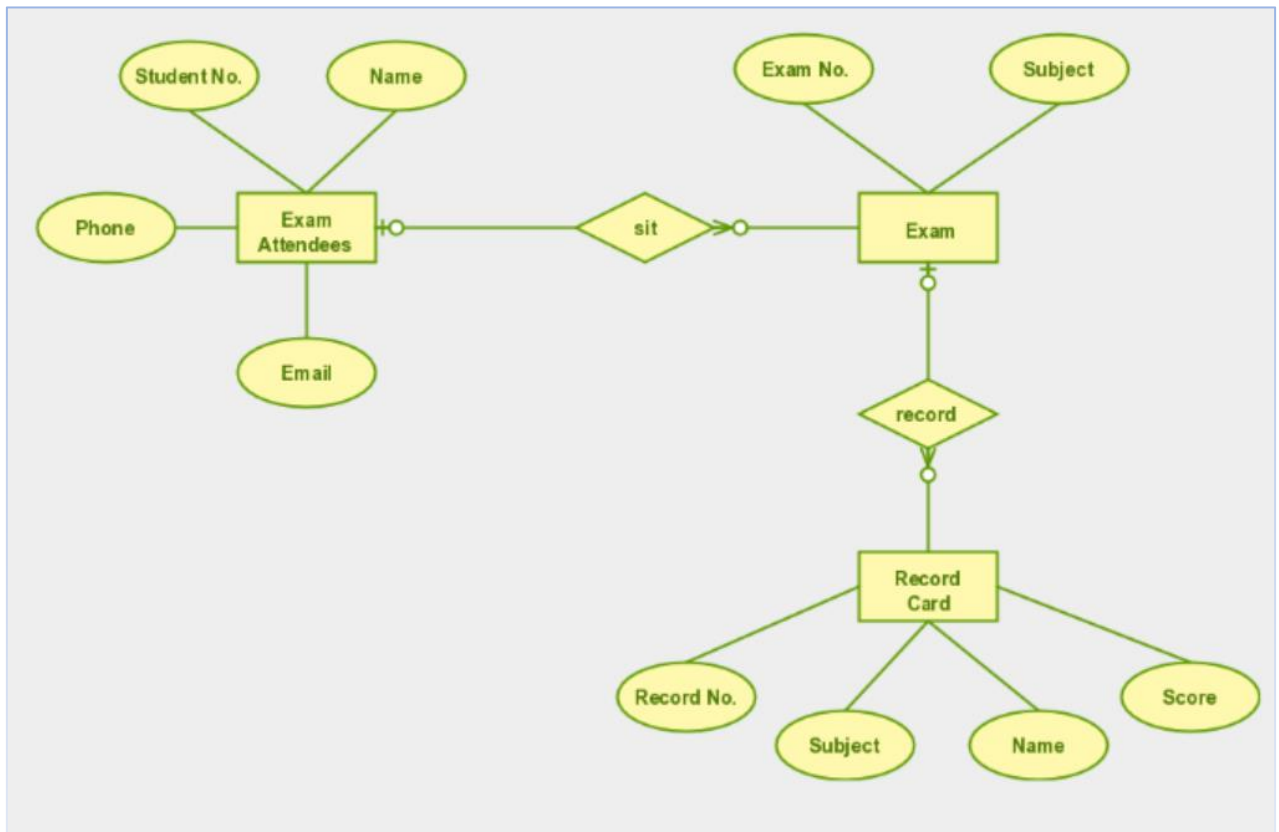 Student No.
Name
Exam No.
Subject
Phone
Exam
Attendees
sit
Exam
Email
record
Record
Card
Record No.
Subject
Name
Score